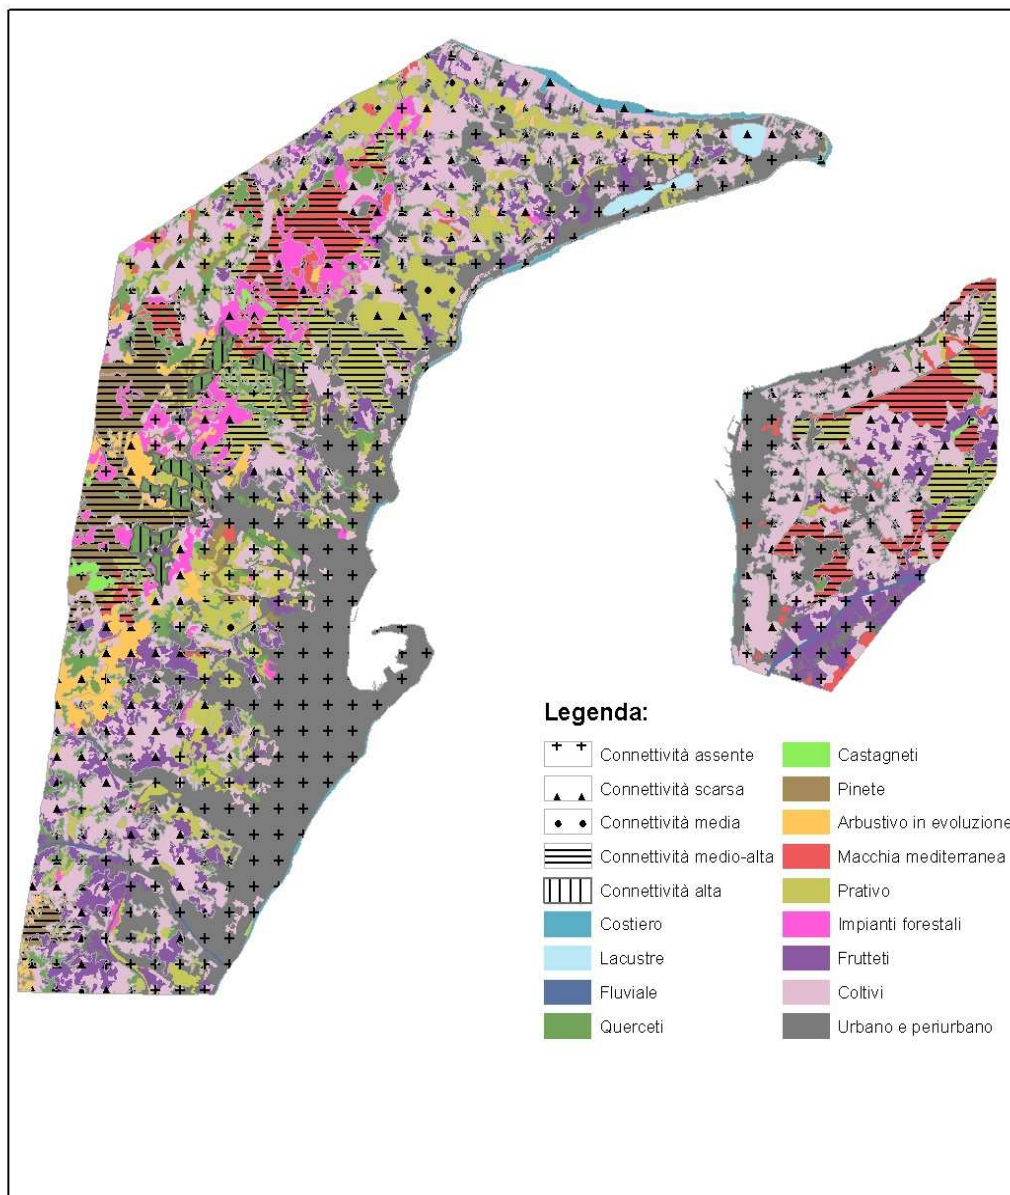 Legenda:
Connettività assente
Connettività scarsa
Connettività media
Connettività medio-alta
Connettività alta
Costiero
Lacustre
Fluviale
Querceti
Castagneti
Pinete
Arbustivo in evoluzione
Macchia mediterranea
Prativo
Impianti forestali
Frutteti
Coltivi
Urbano e periurbano